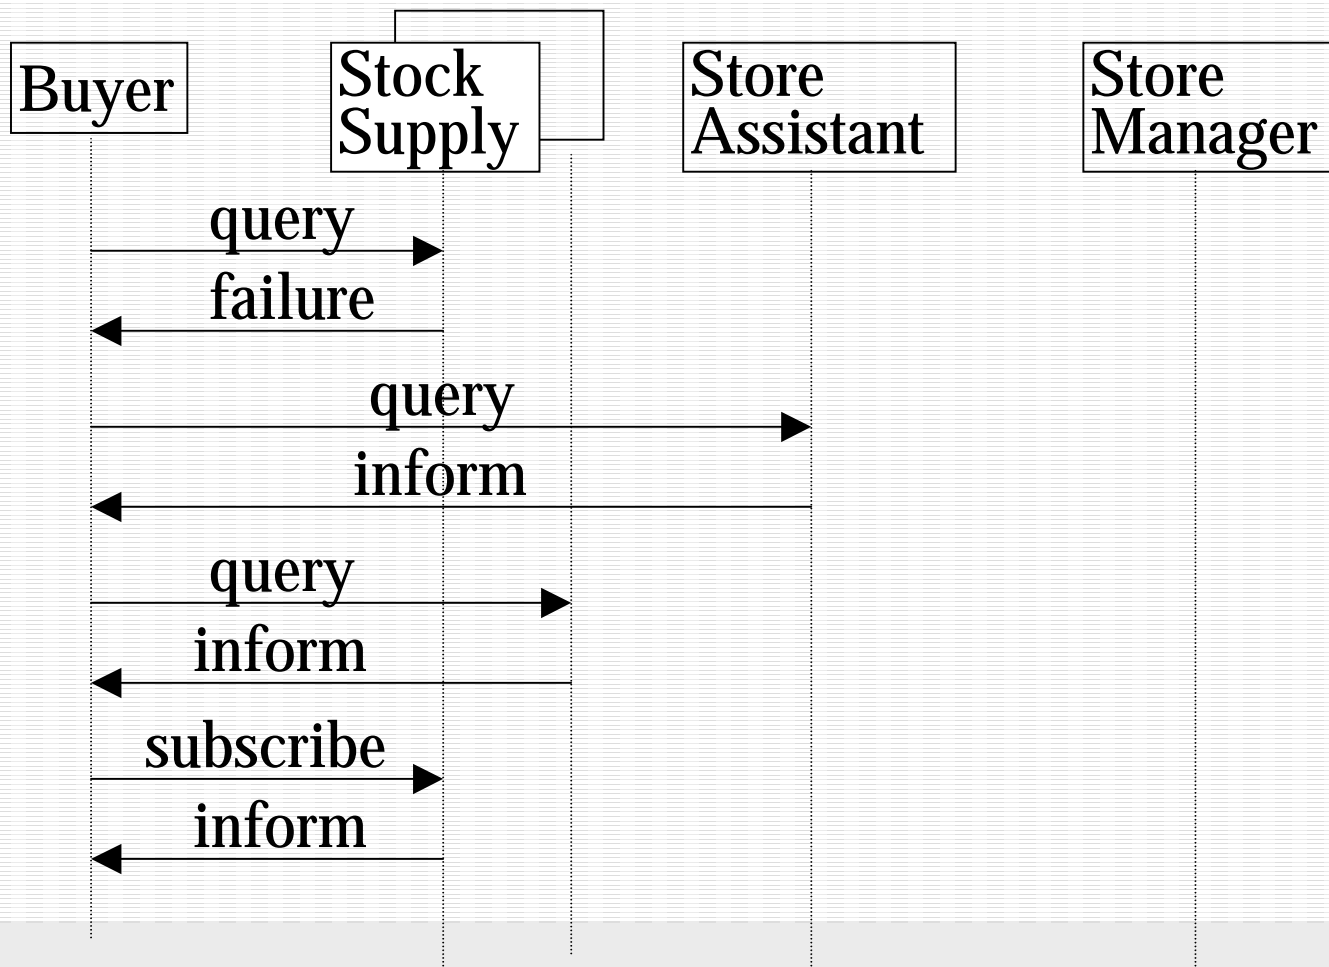 Buyer
Stock
Supply
Store
Assistant
Store
Manager
query
failure
query
inform
query
inform
subscribe
inform